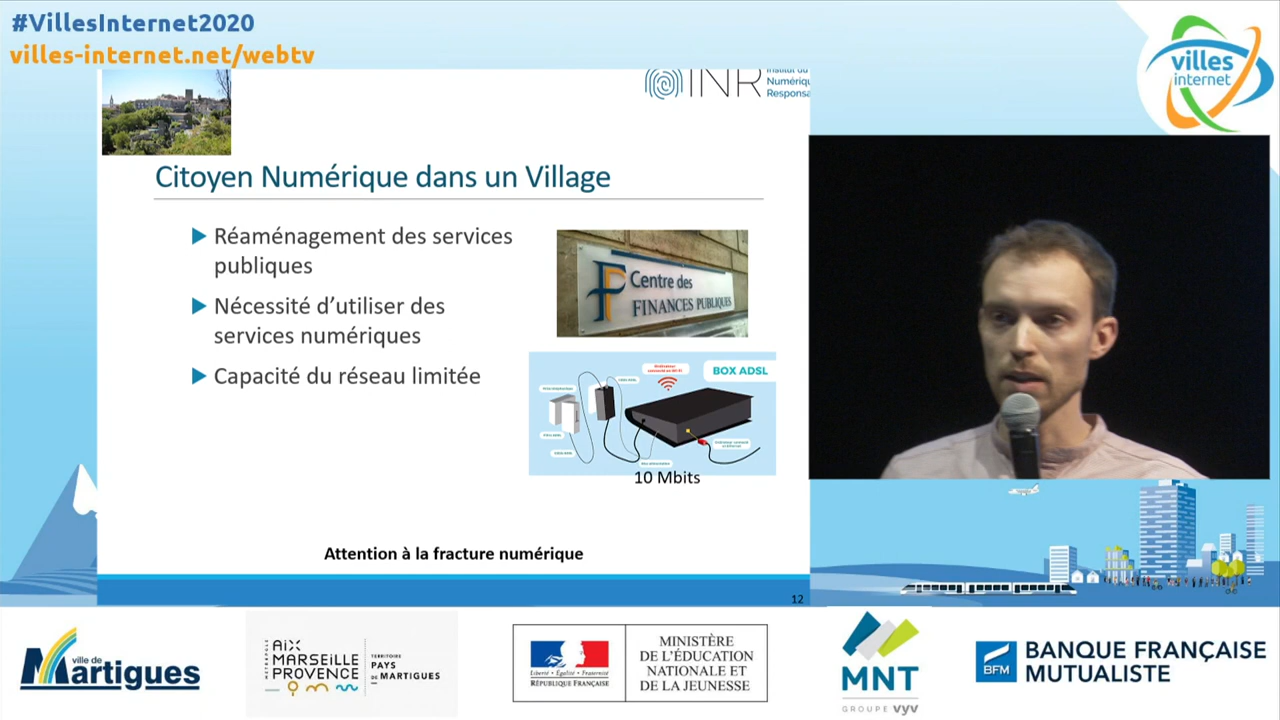 #VillesInternet2020
villes-internet.net/webtv
villes
internet
INR
Institut du
Numériqu
Responsa
Citoyen Numérique dans un Village
Réaménagement des services
publiques
Nécessité d’utiliser des
services numériques
Capacité du réseau limitée
Centre des
FINANCES PUBLIQUES
BOX ADSL
10 Mbits
Attention à la fracture numérique
12
ville de
Martigues
MÉTROPOLE
AIX
MARSEILLE
PROVENCE
TERRITOIRE
PAYS
DE MARTIGUES
Liberté • Égalité • Fraternité
RÉPUBLIQUE FRANÇAISE
MINISTÈRE
DE L'ÉDUCATION
NATIONALE ET
DE LA JEUNESSE
MNT
GROUPE vyv
BFM
BANQUE FRANÇAISE
MUTUALISTE